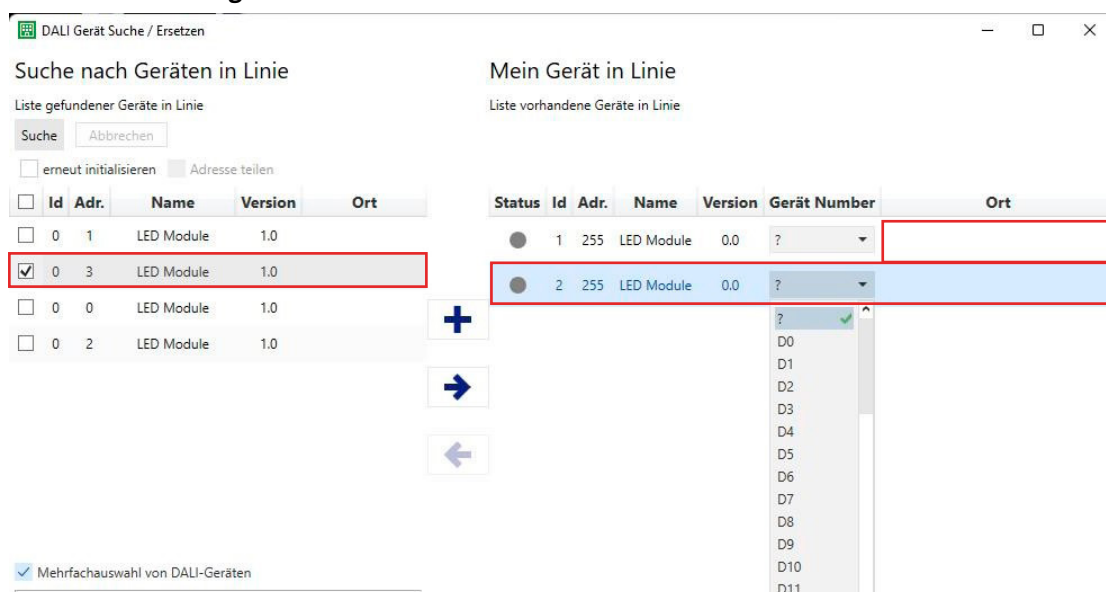 DALI Gerät Suche / Ersetzen
Suche nach Geräten in Linie
Liste gefundener Geräte in Linie
Suche Abbrechen
erneut initialisieren Adresse teilen
Id Adr. Name Version Ort
0 1 LED Module 1.0
0 3 LED Module 1.0
0 0 LED Module 1.0
0 2 LED Module 1.0
Mehrfachauswahl von DALI-Geräten
Mein Gerät in Linie
Liste vorhandene Geräte in Linie
Status Id Adr. Name Version Gerät Number Ort
1 255 LED Module 0.0 ?
2 255 LED Module 0.0 ?
?
D0
D1
D2
D3
D4
D5
D6
D7
D8
D9
D10
D11